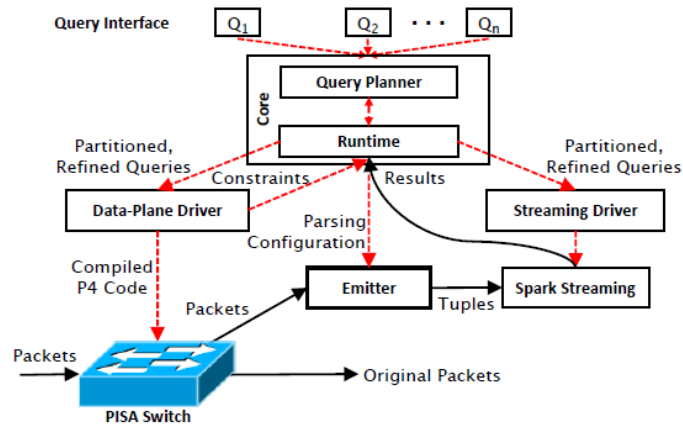 Query Interface
Q1
Q2
• • •
Qn
Core
Query Planner
Runtime
Partitioned,
Refined Queries
Constraints
Results
Partitioned,
Refined Queries
Data-Plane Driver
Streaming Driver
Parsing
Configuration
Compiled
P4 Code
Emitter
Spark Streaming
Packets
Tuples
Packets
Original Packets
PISA Switch